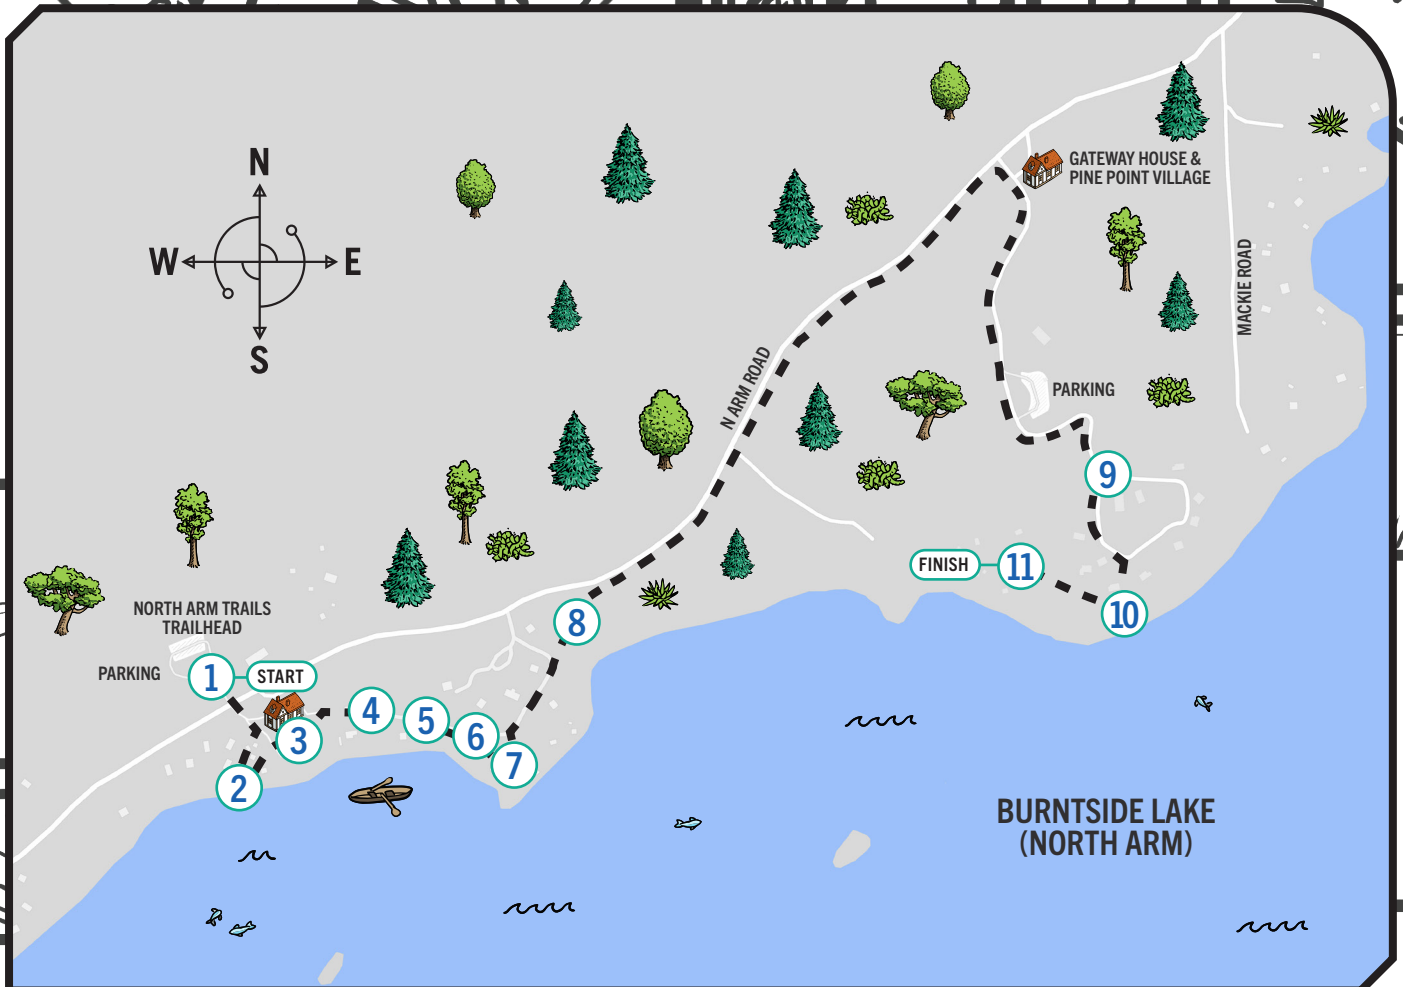 N
W
E
S
GATEWAY HOUSE &
PINE POINT VILLAGE
MACKIE ROAD
N ARM ROAD
PARKING
9
FINISH
11
10
NORTH ARM TRAILS
TRAILHEAD
PARKING
1
START
8
4
5
6
3
7
2
BURNTSIDE LAKE
(NORTH ARM)